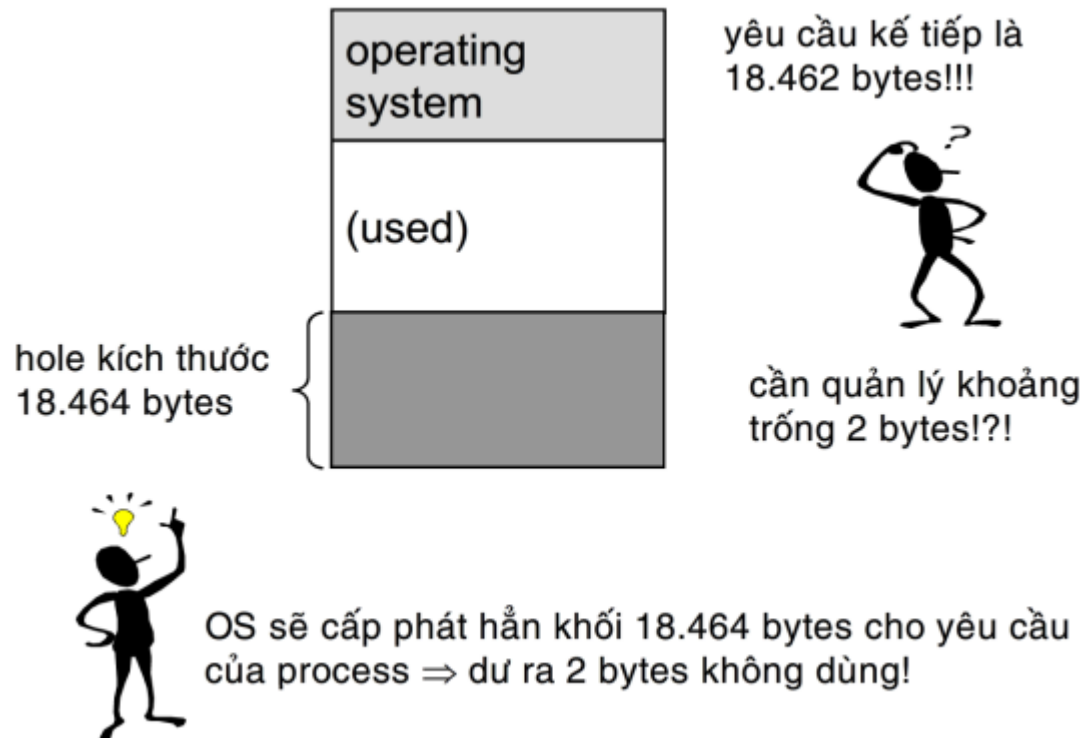 operating
system
yêu cầu kế tiếp là
18.462 bytes!!!
?
(used)
hole kích thước
18.464 bytes
cần quản lý khoảng
trống 2 bytes!?!
OS sẽ cấp phát hẳn khối 18.464 bytes cho yêu cầu
của process ⇒ dư ra 2 bytes không dùng!